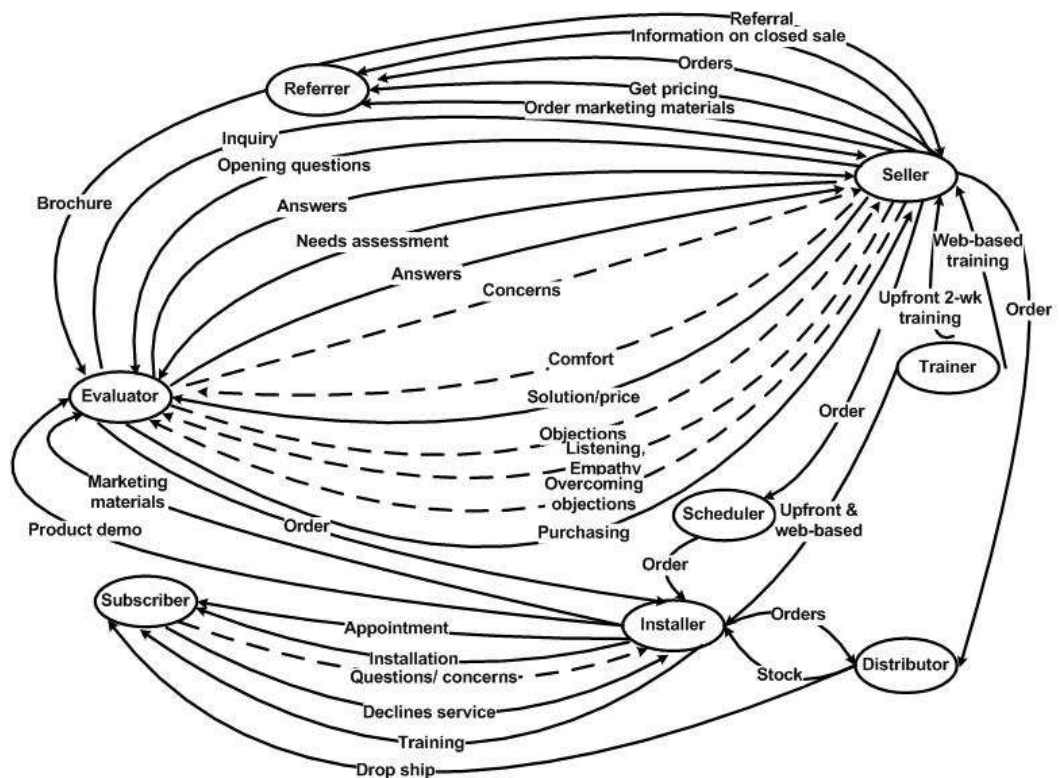 Referral
Information on closed sale
Orders
Referrer
Get pricing
Order marketing materials
Inquiry
Opening questions
Seller
Brochure
Answers
Needs assessment
Web-based
training
Answers
Concerns
Upfront 2-wk
training
Order
Comfort
Trainer
Evaluator
Solution/price
Order
Objections
Listening,
Empathy
Overcoming
objections
Marketing
materials
Scheduler
Product demo
Order
Purchasing
Upfront &
web-based
Order
Subscriber
Appointment
Installer
Orders
Installation
Questions/ concerns
Stock
Distributor
Declines service
Training
Drop ship